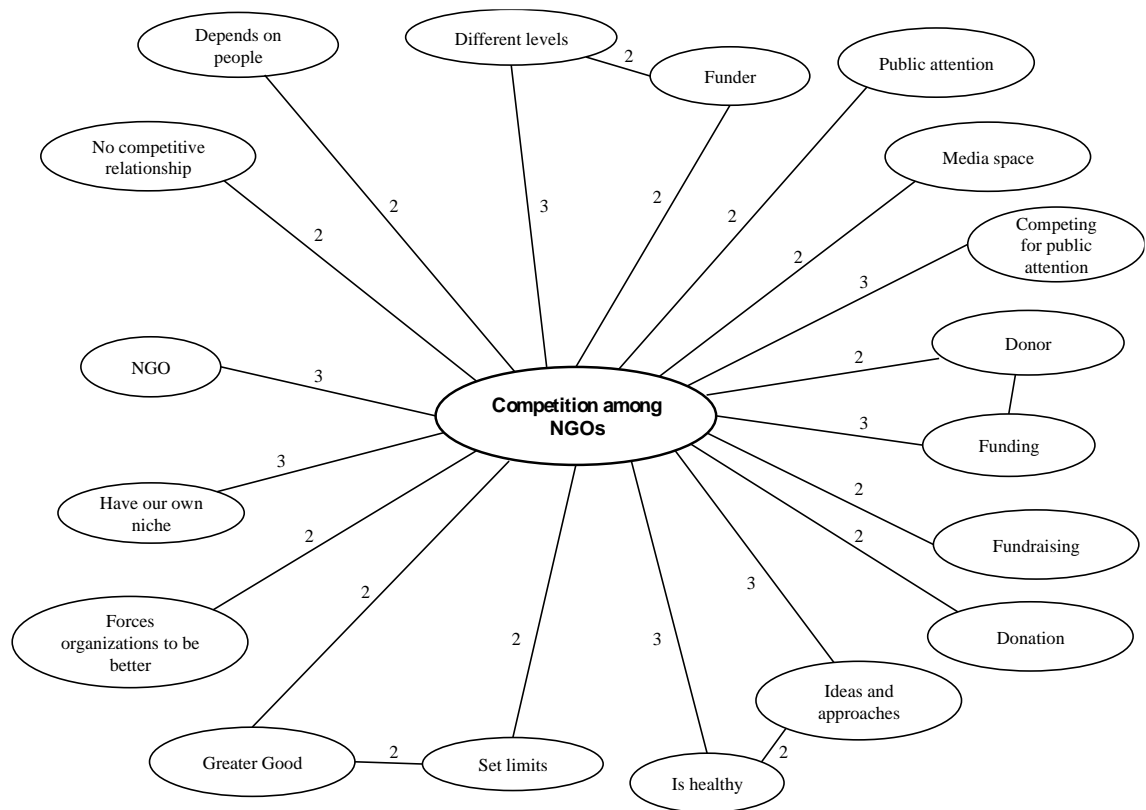 Depends on
people
Different levels
2
Funder
Public attention
No competitive
relationship
Media space
Competing
for public
attention
2
2
3
2
2
2
3
NGO
3
Competition among
NGOs
2
Donor
3
Funding
Have our own
niche
3
2
Fundraising
2
Donation
Forces
organizations to be
better
2
2
2
3
3
Ideas and
approaches
Greater Good
2
Set limits
Is healthy
2